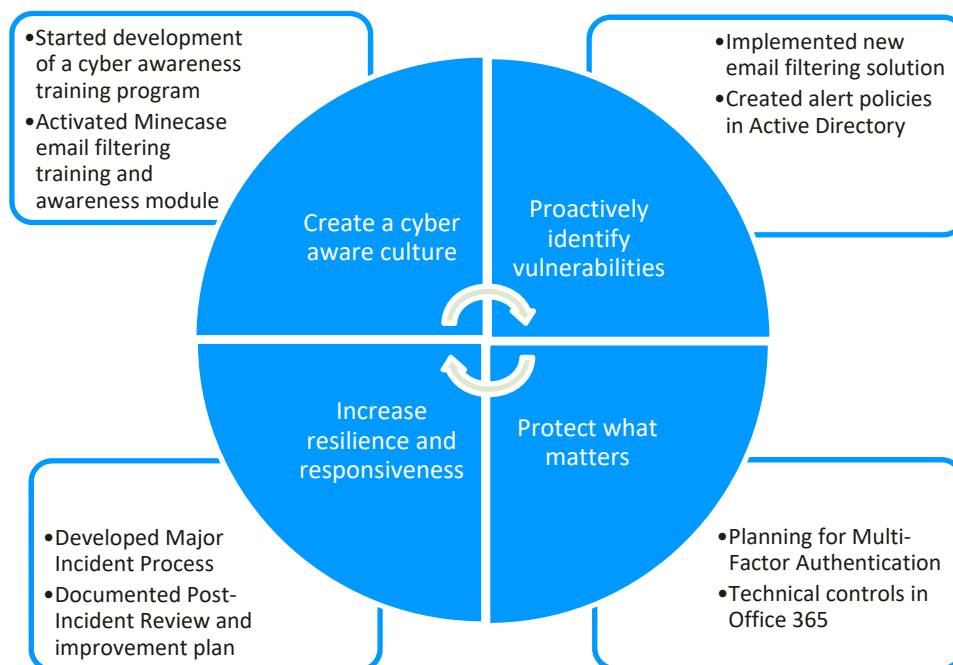 •Started development
of a cyber awareness
training program
•Activated Minecase
email filtering
training and
awareness module
•Implemented new
email filtering solution
•Created alert policies
in Active Directory
Create a cyber
aware culture
Proactively
identify
vulnerabilities
Increase
resilience and
responsiveness
Protect what
matters
•Developed Major
Incident Process
•Documented Post-
Incident Review and
improvement plan
•Planning for Multi-
Factor Authentication
•Technical controls in
Office 365